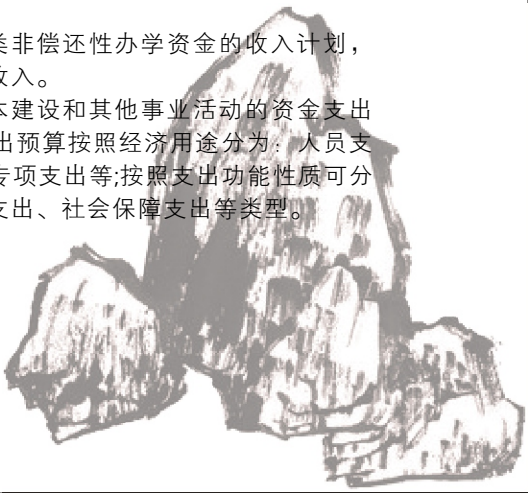 类非偿还性办学资金的收入计划，
收入。
本建设和其他事业活动的资金支出
出预算按照经济用途分为：人员支
专项支出等;按照支出功能性质可分
支出、社会保障支出等类型。